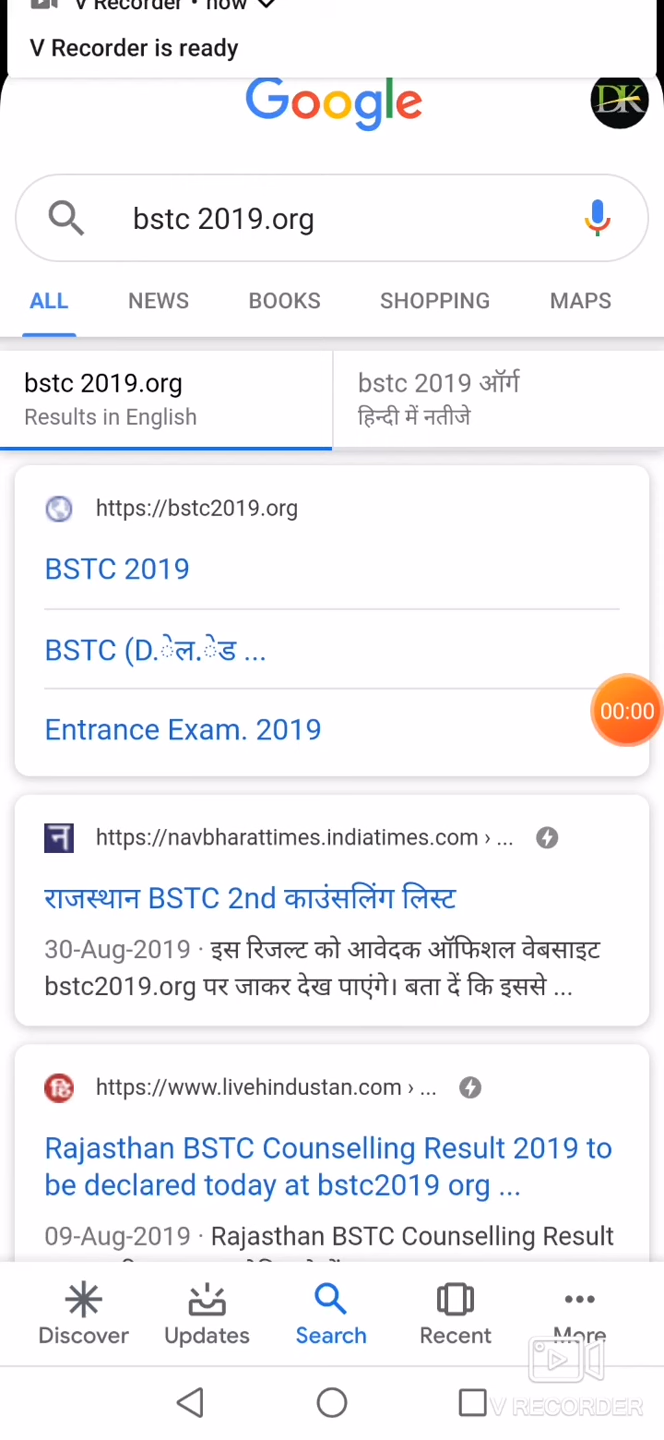 V Recorder • now
V Recorder is ready
Google
DK
bstc 2019.org
ALL NEWS BOOKS SHOPPING MAPS
bstc 2019.org
Results in English
bstc 2019 ऑर्ग
हिन्दी में नतीजे
https://bstc2019.org
BSTC 2019
BSTC (D.ेल.ेड ...
Entrance Exam. 2019
00:00
न
https://navbharattimes.indiatimes.com › ...
राजस्थान BSTC 2nd काउंसलिंग लिस्ट
30-Aug-2019 · इस रिजल्ट को आवेदक ऑफिशल वेबसाइट
bstc2019.org पर जाकर देख पाएंगे। बता दें कि इससे ...
हि
https://www.livehindustan.com › ...
Rajasthan BSTC Counselling Result 2019 to
be declared today at bstc2019 org ...
09-Aug-2019 · Rajasthan BSTC Counselling Result
Discover Updates Search Recent More
V RECORDER